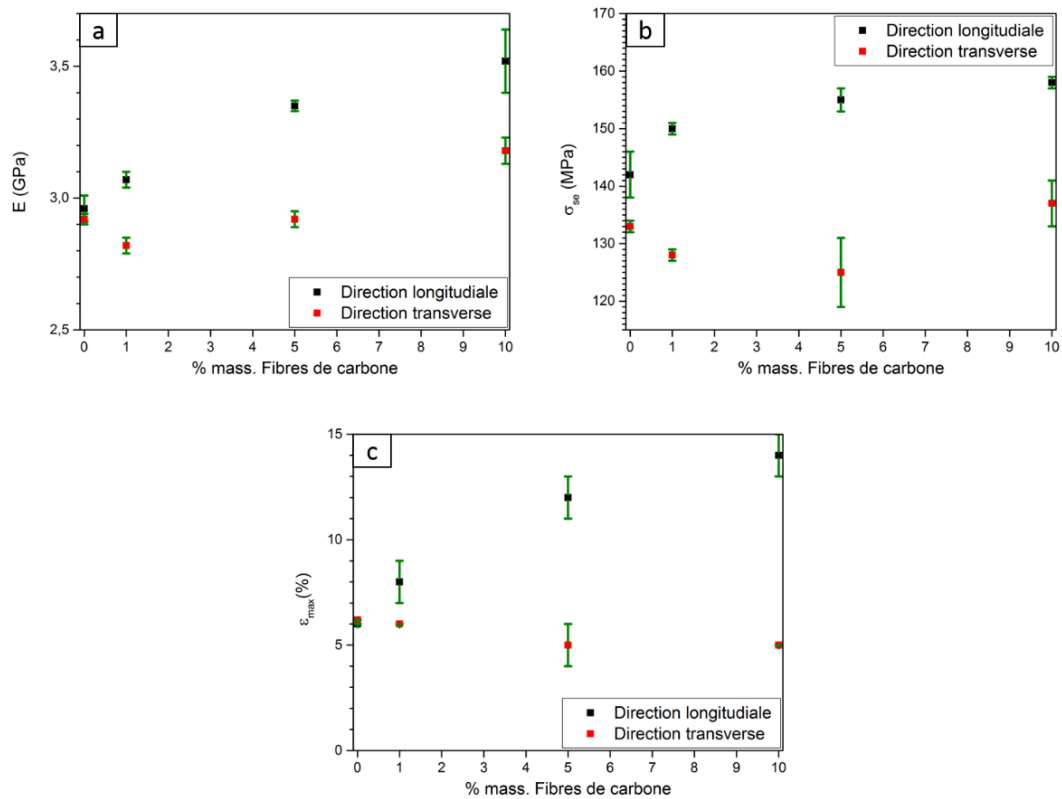 a
3,5
3,0
2,5
E (GPa)
Direction longitudiale
Direction transverse
0 1 2 3 4 5 6 7 8 9 10
% mass. Fibres de carbone
b
170
160
150
140
130
120
σse (MPa)
Direction longitudiale
Direction transverse
0 1 2 3 4 5 6 7 8 9 10
% mass. Fibres de carbone
c
15
10
5
0
εmax(%)
Direction longitudiale
Direction transverse
0 1 2 3 4 5 6 7 8 9 10
% mass. Fibres de carbone